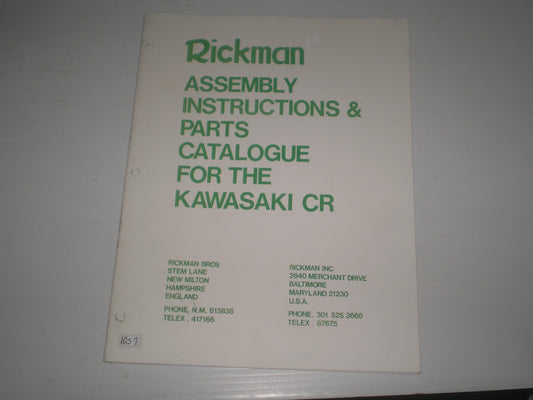 Rickman
ASSEMBLY
INSTRUCTIONS &
PARTS
CATALOGUE
FOR THE
KAWASAKI CR
RICKMAN BROS
STEM LANE
NEW MILTON
HAMPSHIRE
ENGLAND
PHONE, N.M. 613838
TELEX . 417166
RICKMAN INC
2640 MERCHANT DRIVE
BALTIMORE
MARYLAND 21230
U.S.A.
PHONE. 301 525 3666
TELEX . 87675
1057